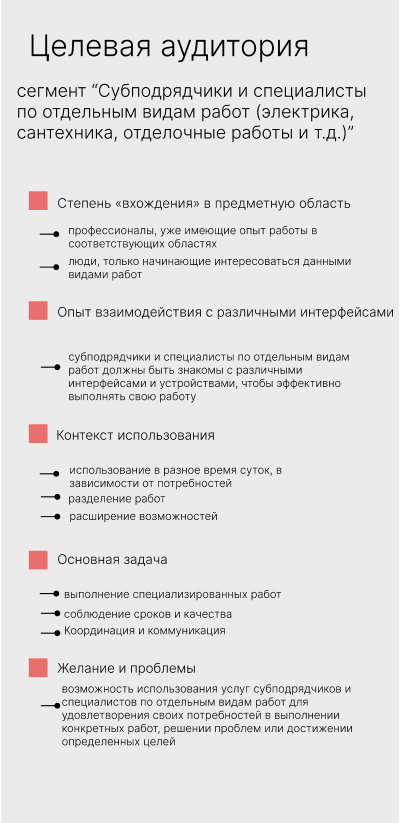 Целевая аудитория
сегмент “Субподрядчики и специалисты
по отдельным видам работ (электрика,
сантехника, отделочные работы и т.д.)”
Степень «вхождения» в предметную область
профессионалы, уже имеющие опыт работы в
соответствующих областях
люди, только начинающие интересоваться данными
видами работ
Опыт взаимодействия с различными интерфейсами
субподрядчики и специалисты по отдельным видам
работ должны быть знакомы с различными
интерфейсами и устройствами, чтобы эффективно
выполнять свою работу
Контекст использования
использование в разное время суток, в
зависимости от потребностей
разделение работ
расширение возможностей
Основная задача
выполнение специализированных работ
соблюдение сроков и качества
Координация и коммуникация
Желание и проблемы
возможность использования услуг субподрядчиков и
специалистов по отдельным видам работ для
удовлетворения своих потребностей в выполнении
конкретных работ, решении проблем или достижении
определенных целей